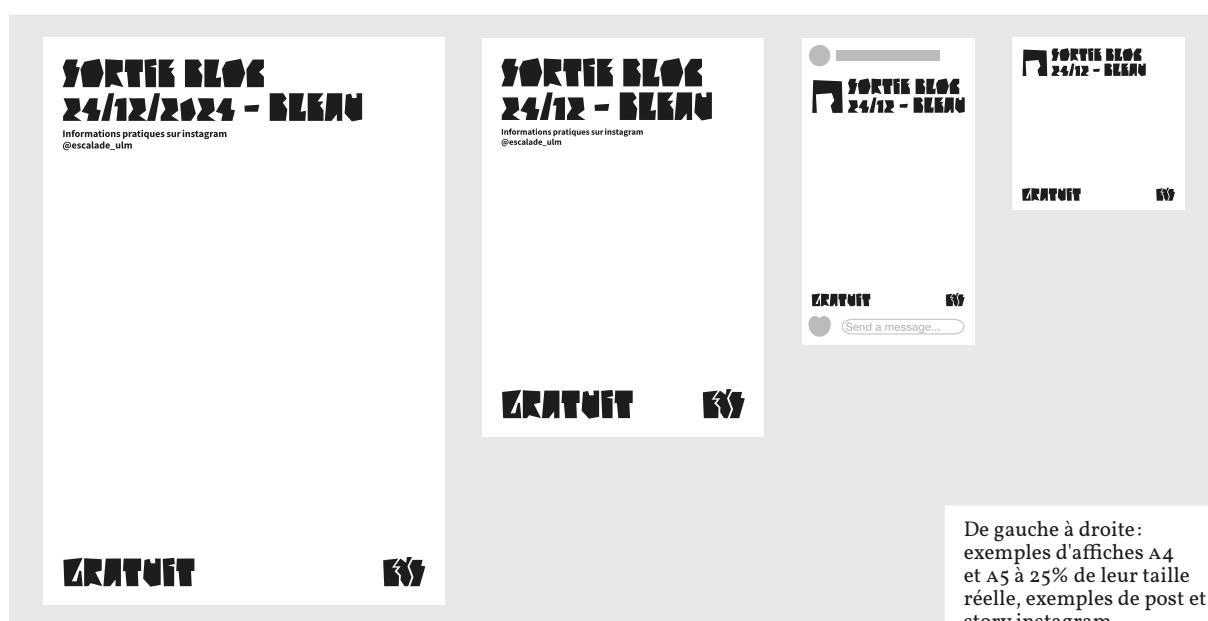 SORTIE BLOC
24/12/2024 – BLEAU
Informations pratiques sur instagram
@escalade_ulm
GRATUIT
SORTIE BLOC
24/12 – BLEAU
Informations pratiques sur instagram
@escalade_ulm
GRATUIT
SORTIE BLOC
24/12 – BLEAU
GRATUIT
Send a message...
SORTIE BLOC
24/12 – BLEAU
GRATUIT
De gauche à droite :
exemples d'affiches A4
et A5 à 25% de leur taille
réelle, exemples de post et
story instagram